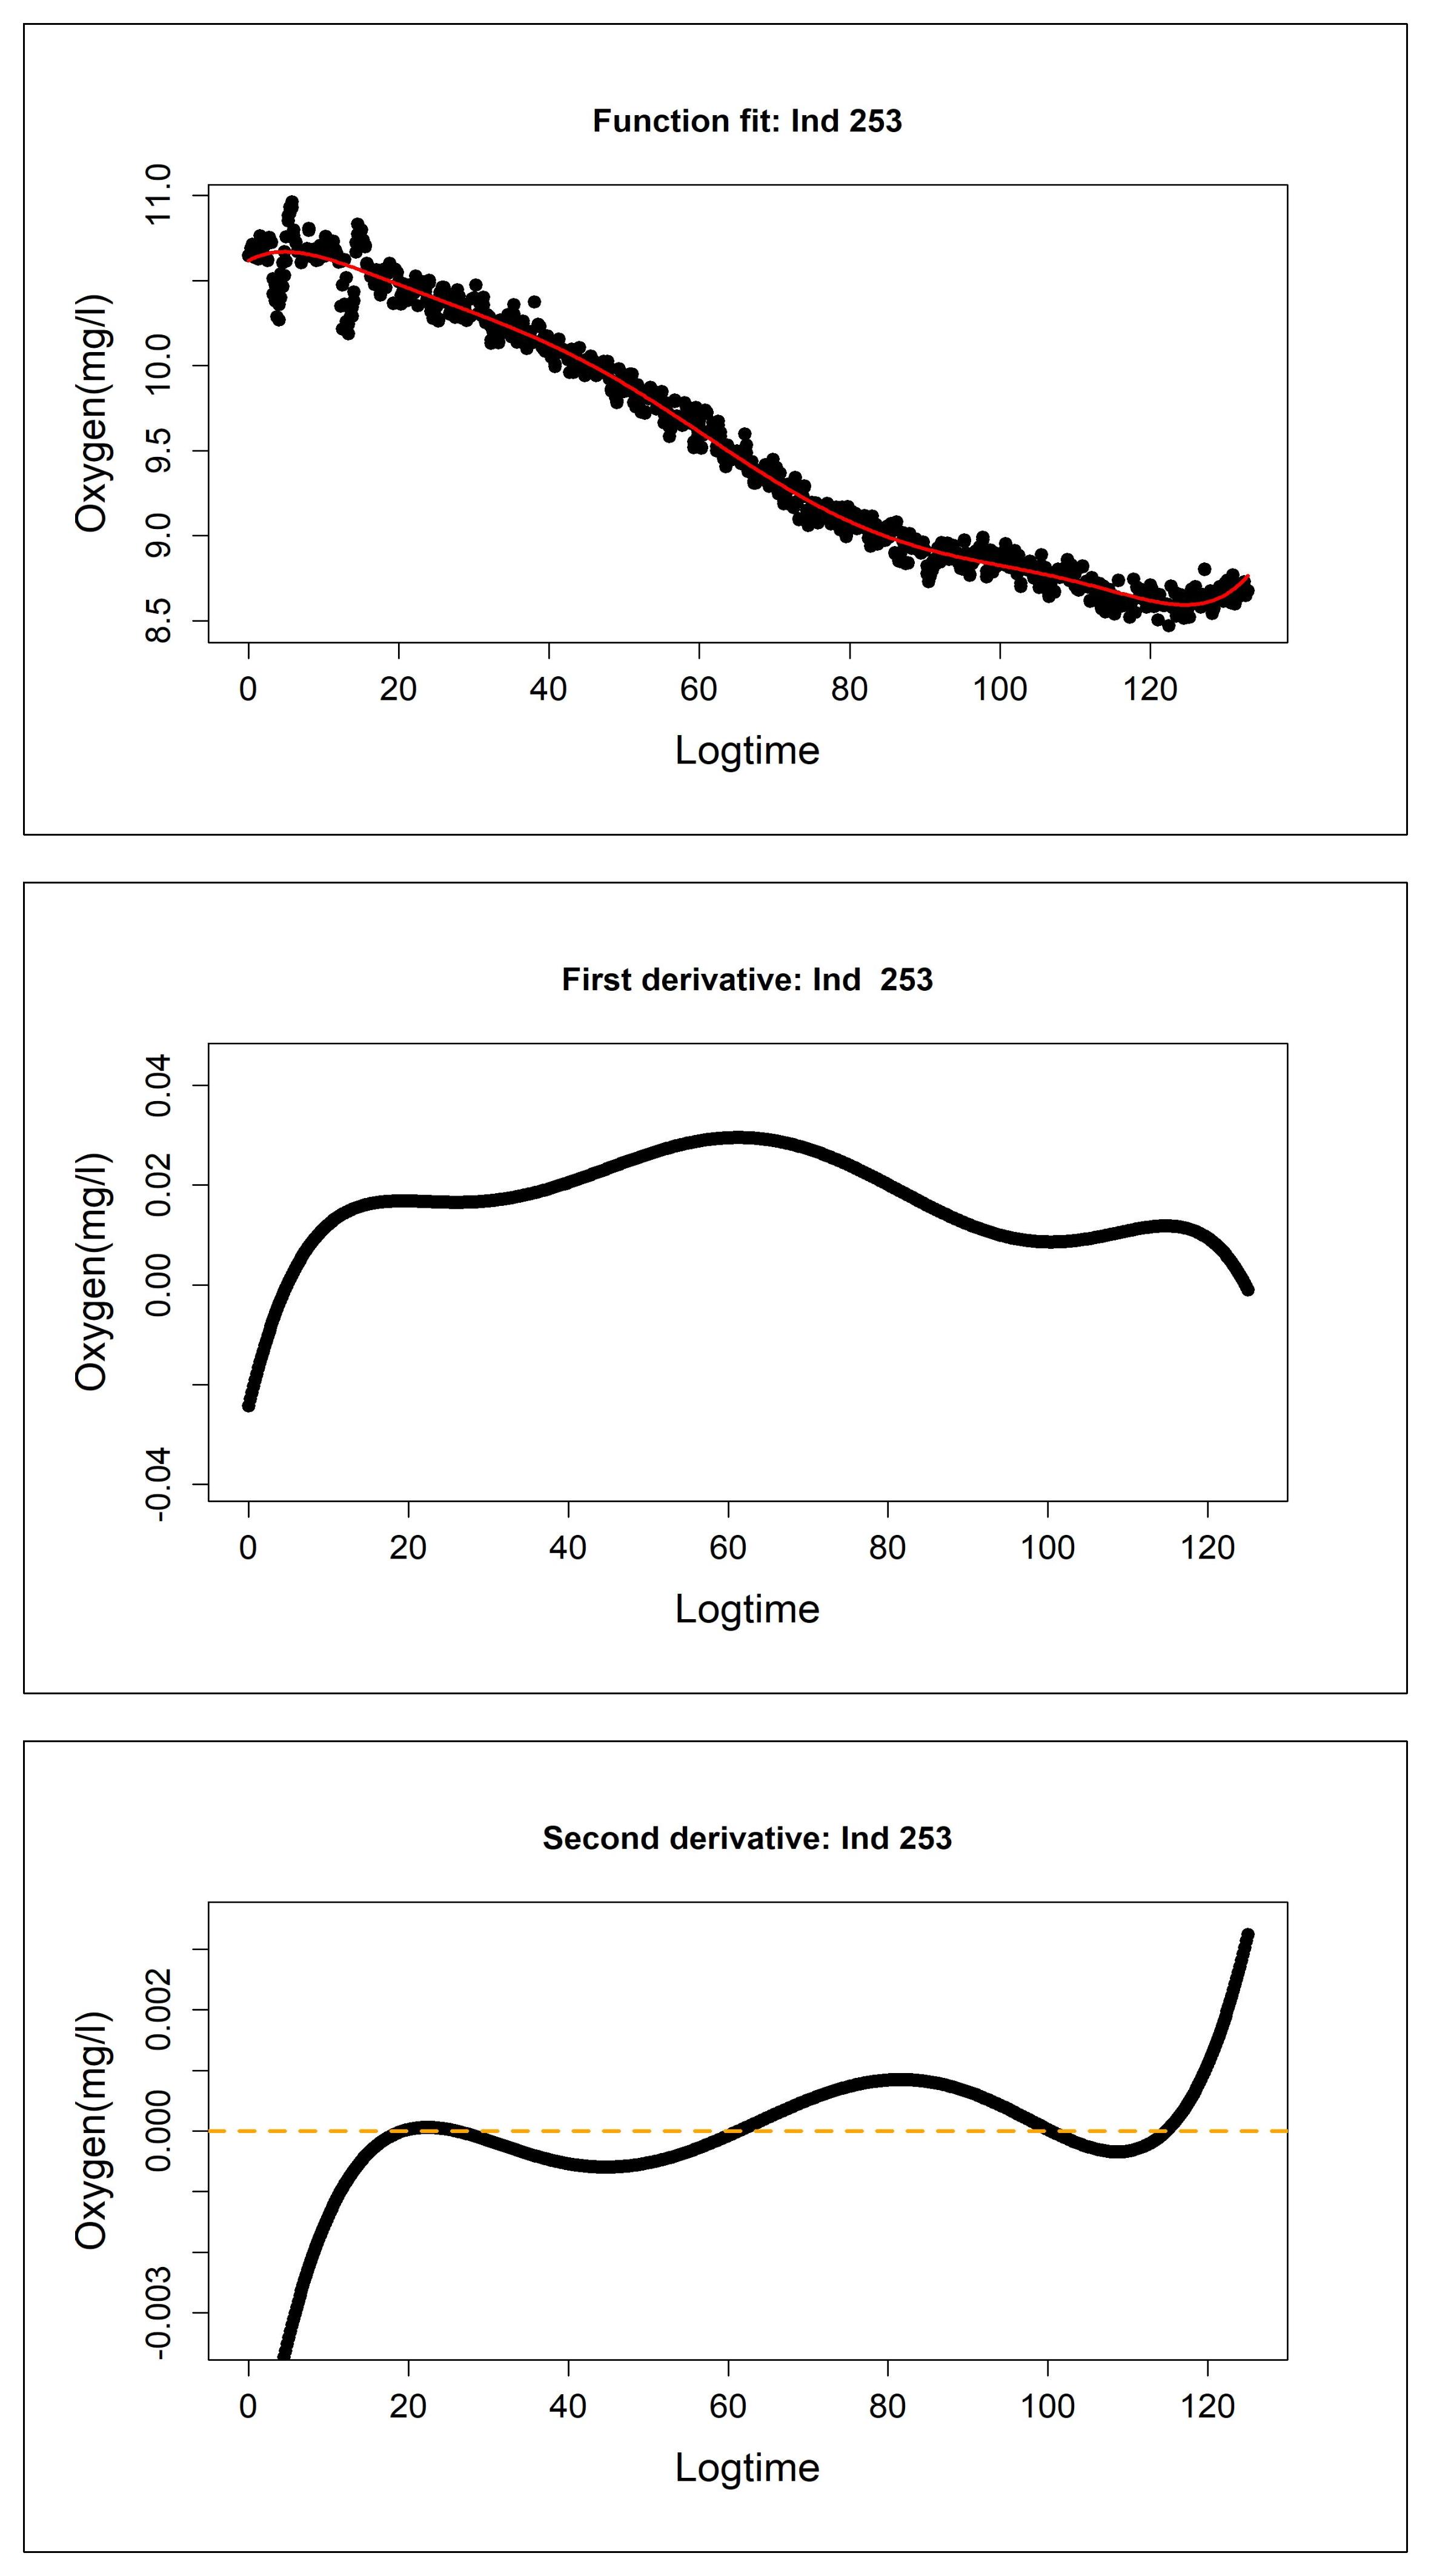 Function fit: Ind 253
Oxygen(mg/l)
11.0
10.0
9.5
9.0
8.5
0 20 40 60 80 100 120
Logtime
First derivative: Ind  253
Oxygen(mg/l)
0.04
0.02
0.00
-0.04
0 20 40 60 80 100 120
Logtime
Second derivative: Ind 253
Oxygen(mg/l)
0.002
0.000
-0.003
0 20 40 60 80 100 120
Logtime